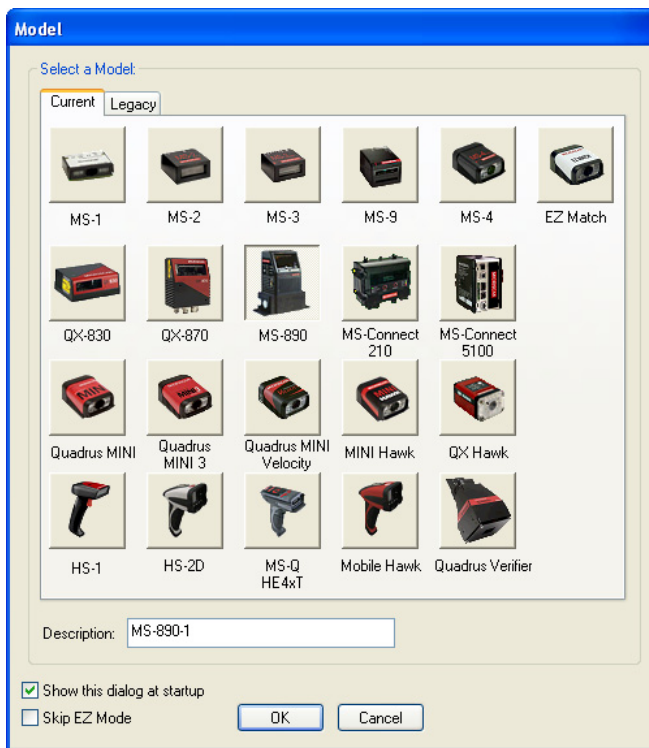 Model
Select a Model:
Current Legacy
MS-1 MS-2 MS-3 MS-9 MS-4 EZ Match
QX-830 QX-870 MS-890 MS-Connect 210 MS-Connect 5100
Quadrus MINI Quadrus MINI 3 Quadrus MINI Velocity MINI Hawk QX Hawk
HS-1 HS-2D MS-Q HE4xT Mobile Hawk Quadrus Verifier
Description: MS-890-1
Show this dialog at startup
Skip EZ Mode OK Cancel